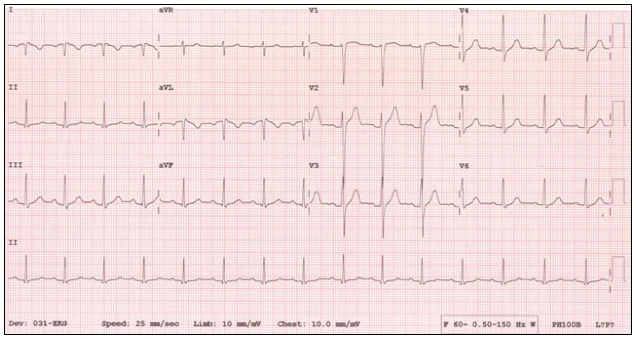 I aVR V1 V4
II aVL V2 V5
III aVF V3 V6
II
Dev: 031-EKG Speed: 25 mm/sec Limb: 10 mm/mV Chest: 10.0 mm/mV F 60~ 0.50-150 Hz W PH100B L?P?